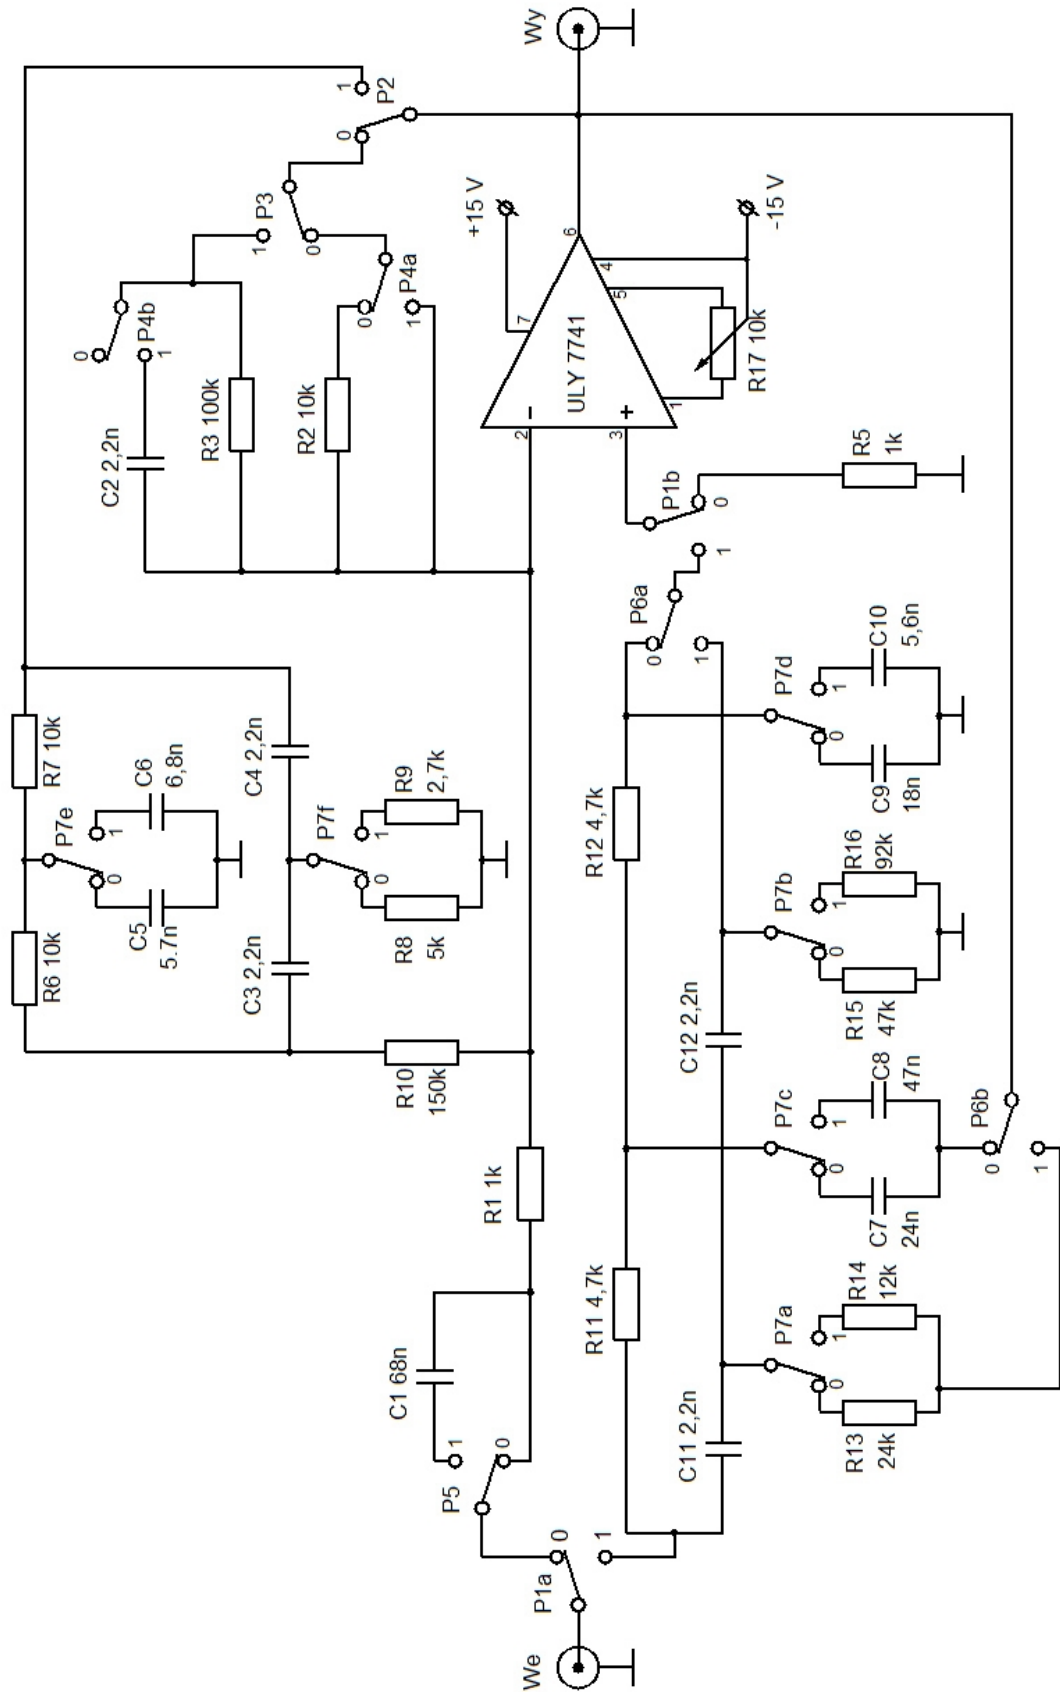 We
P1a
0
1
P5
1
0
C1 68n
R1 1k
R10
150k
R6 10k
R7 10k
P7e
0
1
C5
5.7n
C6
6,8n
C3 2,2n
C4 2,2n
P7f
0
1
R8
5k
R9
2,7k
C2 2,2n
P4b
0
1
R3 100k
R2 10k
P4a
0
1
P3
1
0
P2
1
0
+15 V
-15 V
ULY 7741
-
+
2
3
7
6
4
5
1
R17 10k
Wy
P1b
0
1
R5
1k
P6a
0
1
R11 4,7k
R12 4,7k
C11 2,2n
C12 2,2n
P7a
0
1
R13
24k
R14
12k
P7c
0
1
C7
24n
C8
47n
P6b
0
1
P7b
0
1
R15
47k
R16
92k
P7d
0
1
C9
18n
C10
5,6n